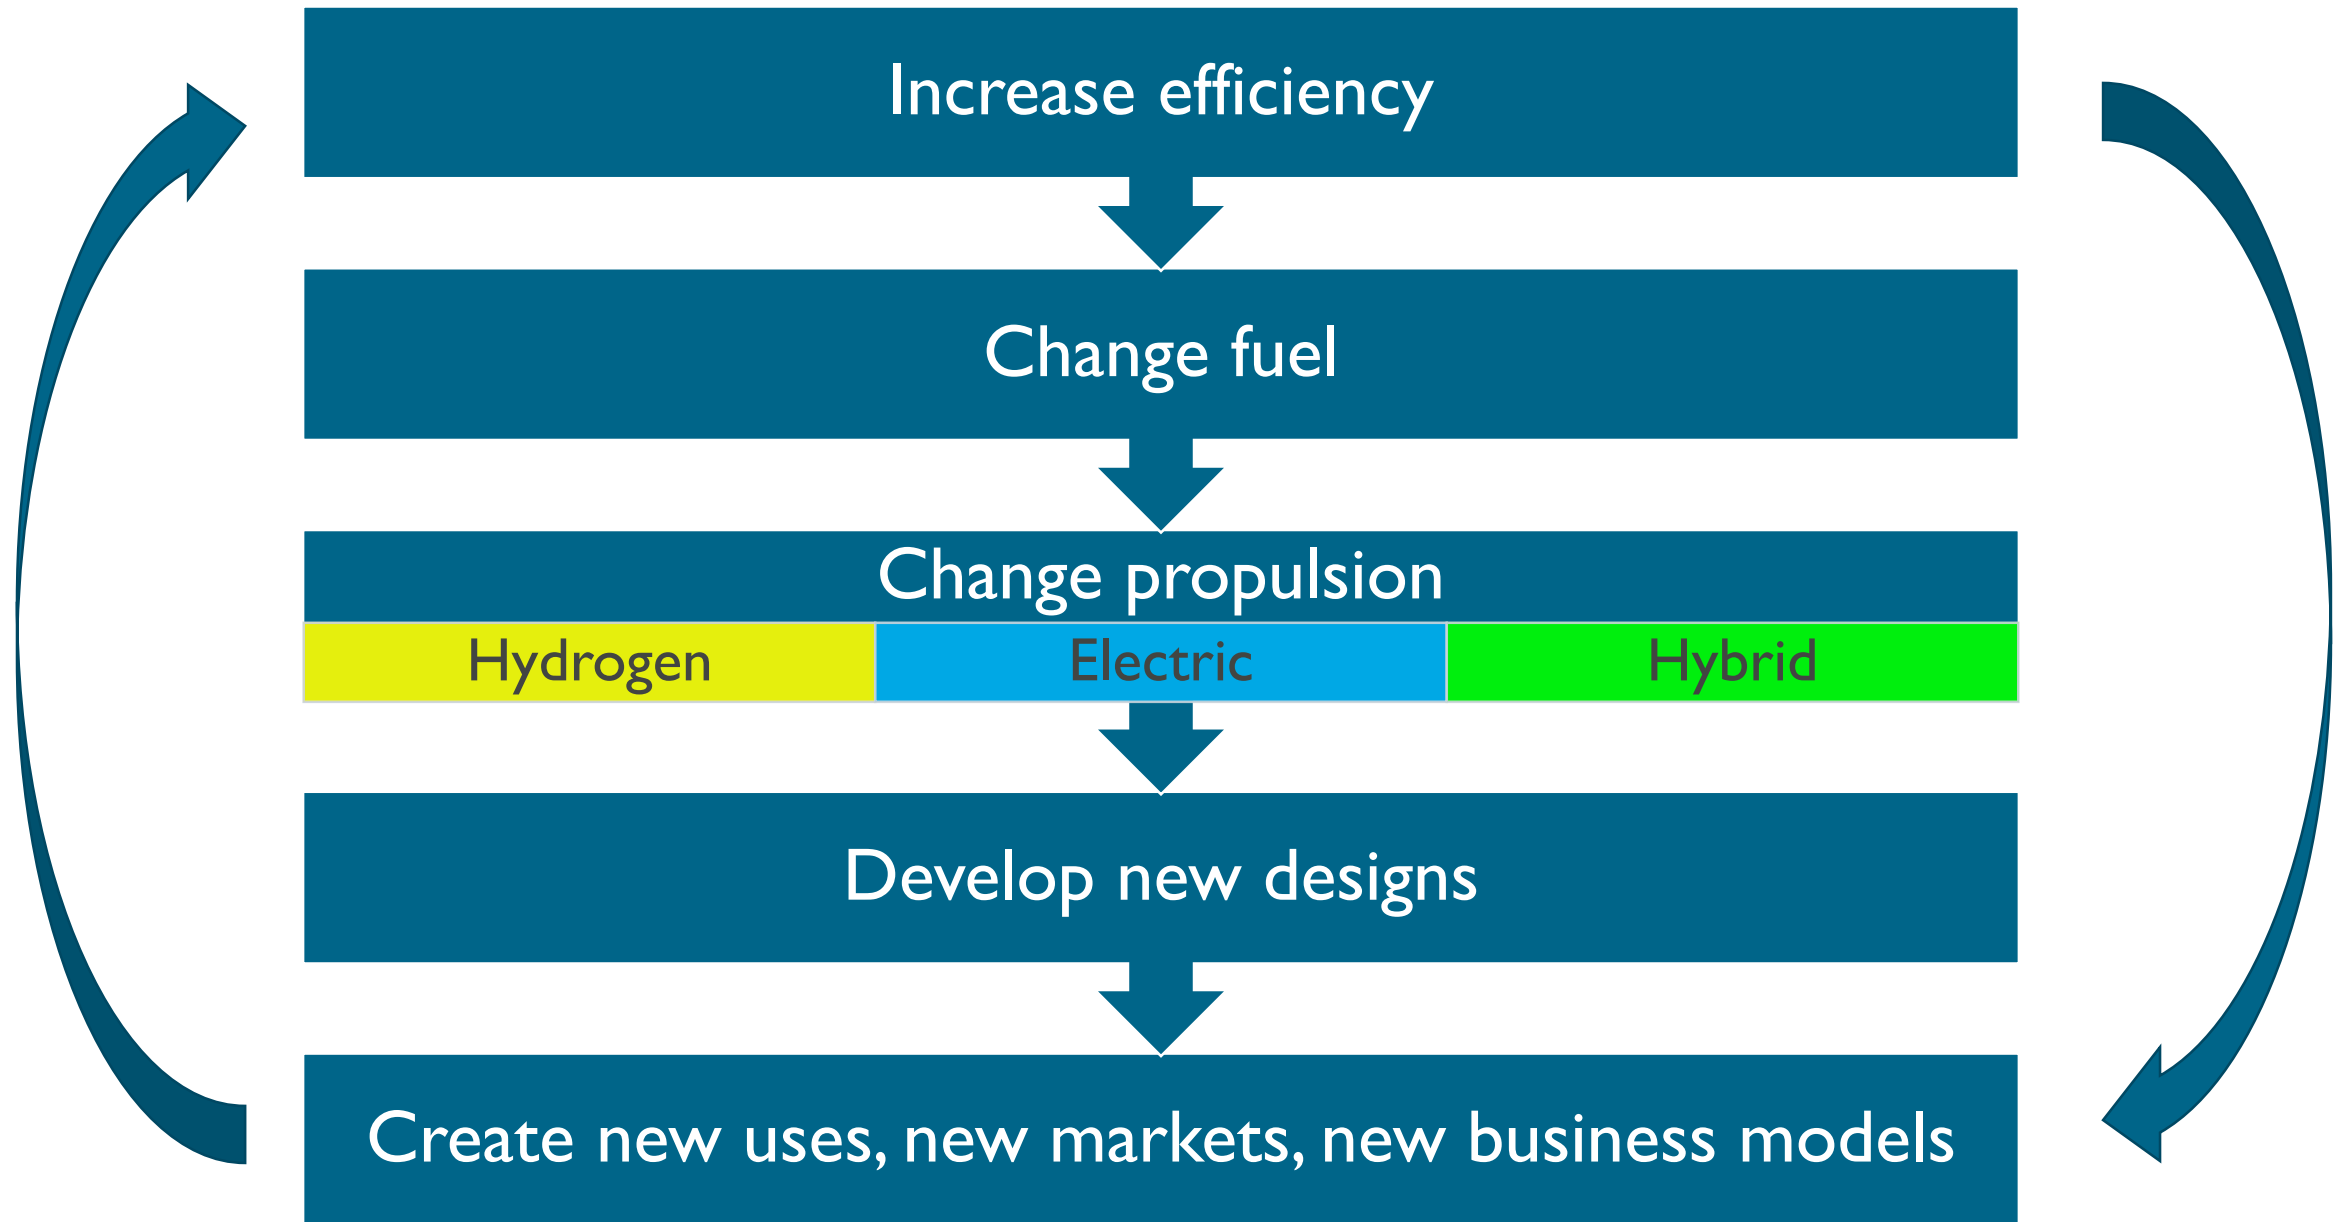 Increase efficiency
Change fuel
Change propulsion
Hydrogen
Electric
Hybrid
Develop new designs
Create new uses, new markets, new business models